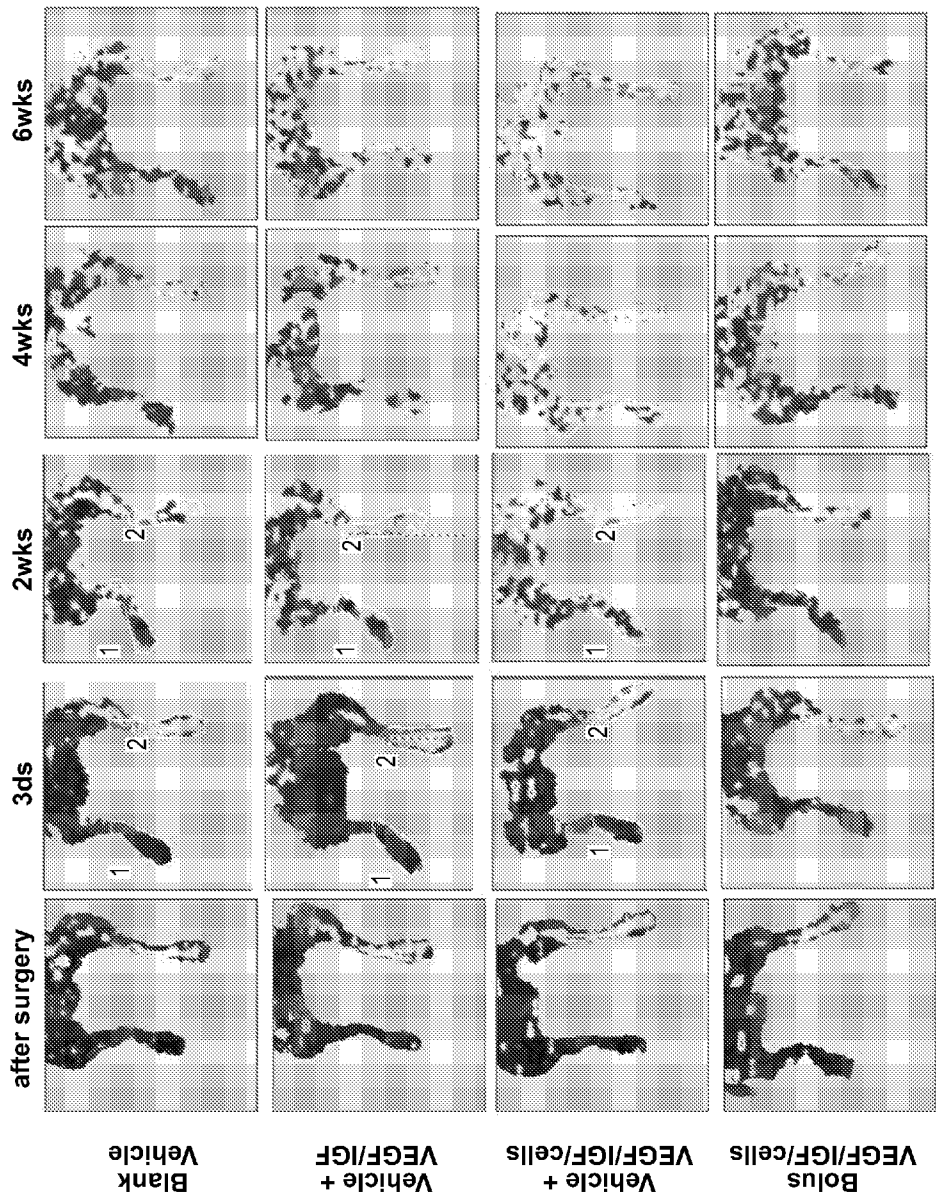 after surgery
3ds
2wks
4wks
6wks
Blank
Vehicle
1
2
1
2
Vehicle +
VEGF/IGF
1
2
1
2
Vehicle +
VEGF/IGF/cells
1
2
1
2
Bolus
VEGF/IGF/cells